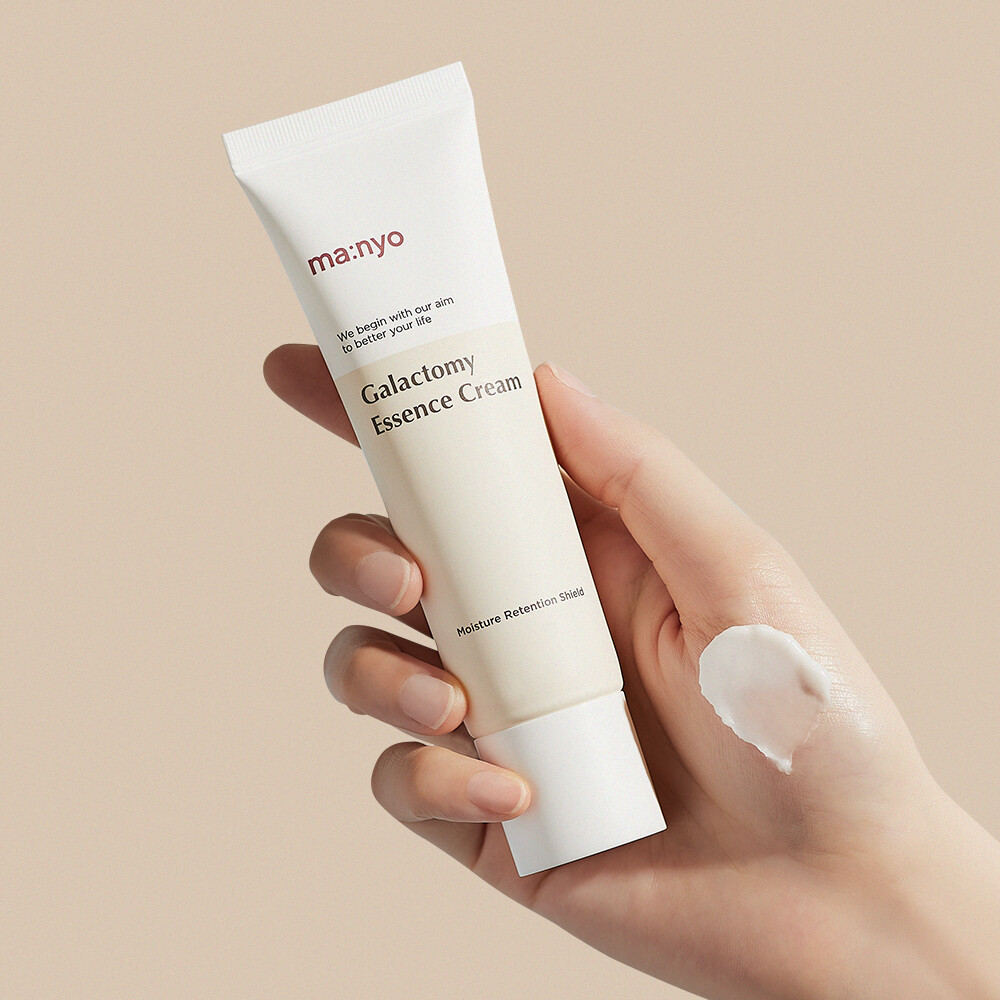 ma:nyo
We begin with our aim
to better your life
Galactomy
Essence Cream
Moisture Retention Shield